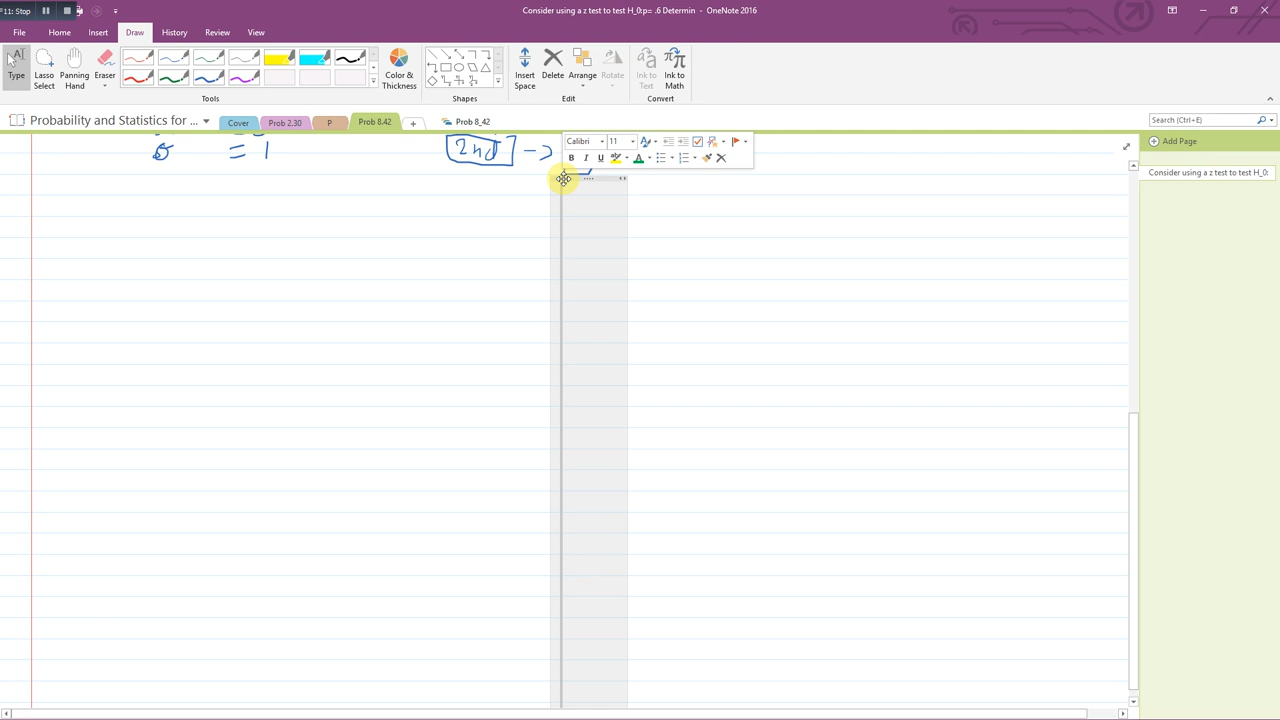 F11: Stop
Consider using a z test to test H_0:p= .6 Determin - OneNote 2016
File Home Insert Draw History Review View
Type
Lasso Select
Panning Hand
Eraser
Color & Thickness
Insert Space
Delete
Arrange
Rotate
Ink to Text
Ink to Math
Tools
Shapes
Edit
Convert
Probability and Statistics for ...
Cover
Prob 2.30
P
Prob 8.42
Prob 8_42
Search (Ctrl+E)
Add Page
Consider using a z test to test H_0:
Calibri 11
B I U A
σ = 1
2nd →